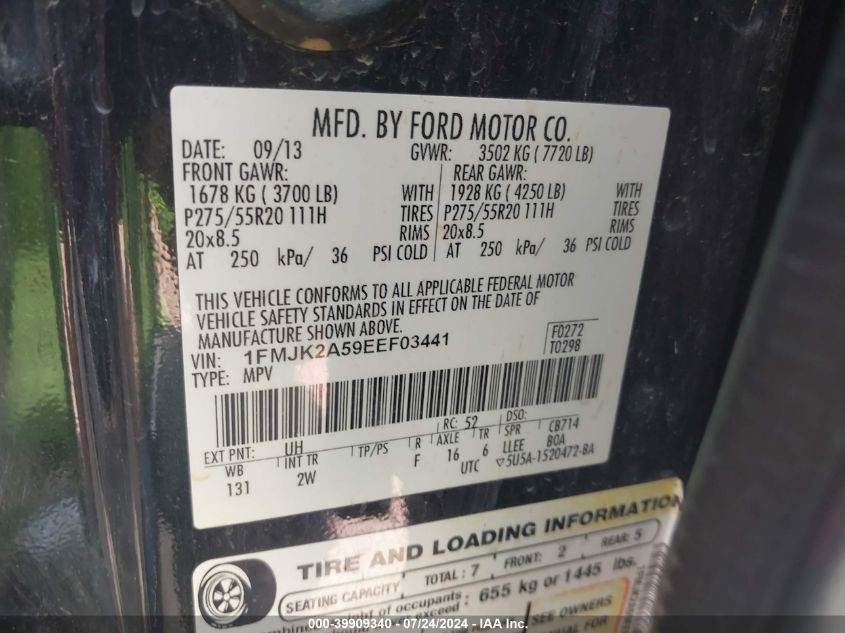 MFD. BY FORD MOTOR CO.
DATE: 09/13 GVWR: 3502 KG ( 7720 LB)
FRONT GAWR: REAR GAWR:
1678 KG ( 3700 LB) WITH 1928 KG ( 4250 LB) WITH
P275/55R20 111H TIRES P275/55R20 111H TIRES
20x8.5 RIMS 20x8.5 RIMS
AT 250 kPa/ 36 PSI COLD AT 250 kPa/ 36 PSI COLD
THIS VEHICLE CONFORMS TO ALL APPLICABLE FEDERAL MOTOR
VEHICLE SAFETY STANDARDS IN EFFECT ON THE DATE OF
MANUFACTURE SHOWN ABOVE.
VIN: 1FMJK2A59EEF03441 F0272
TYPE: MPV T0298
EXT PNT: UH RC: 52 DSO: CB714
WB INT TR TP/PS R AXLE TR SPR BOA
131 2W F 16 6 LLEE
UTC ▽5U5A-1520472-BA
TIRE AND LOADING INFORMATION
SEATING CAPACITY TOTAL: 7 FRONT: 2 REAR: 5
weight of occupants 655 kg or 1445 lbs.
SEE OWNERS
MANUAL FOR
000-39909340 - 07/24/2024 - IAA Inc.